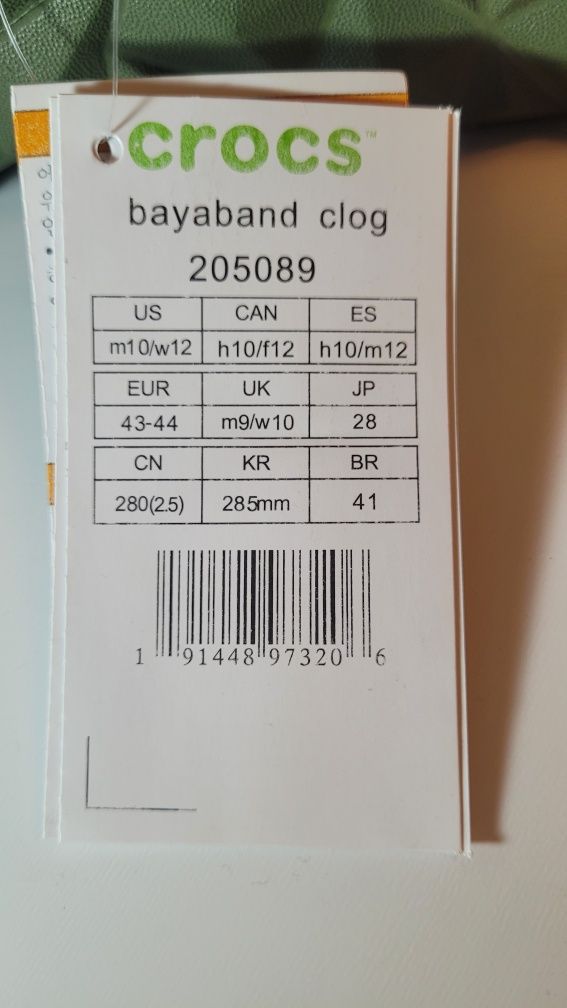 crocs™
bayaband clog
205089
US CAN ES
m10/w12 h10/f12 h10/m12
EUR UK JP
43-44 m9/w10 28
CN KR BR
280(2.5) 285mm 41
1 91448 97320 6